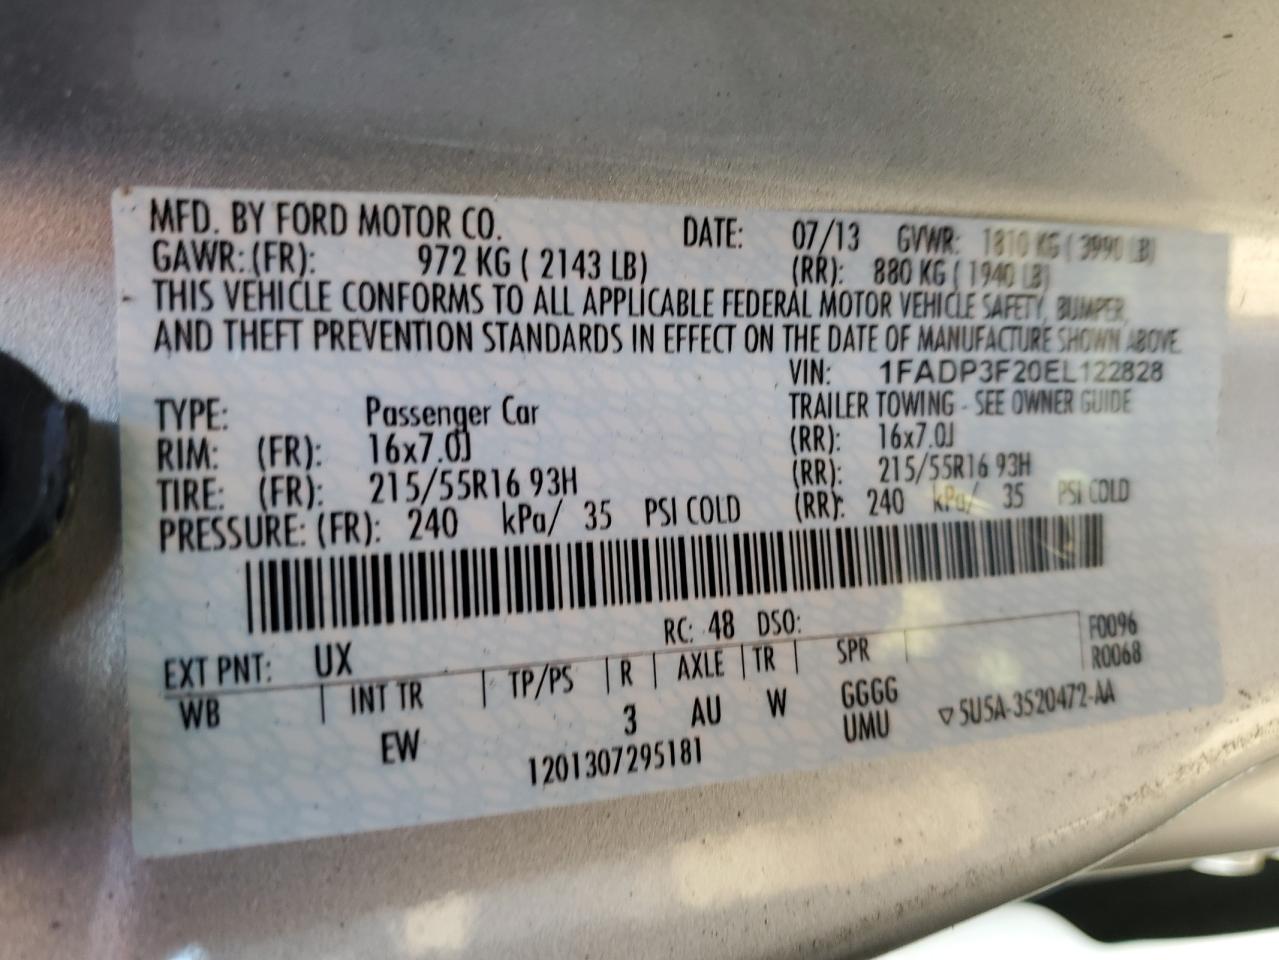 MFD. BY FORD MOTOR CO. DATE: 07/13 GVWR: 1810 KG ( 3990 LB)
GAWR: (FR): 972 KG ( 2143 LB) (RR): 880 KG ( 1940 LB)
THIS VEHICLE CONFORMS TO ALL APPLICABLE FEDERAL MOTOR VEHICLE SAFETY, BUMPER,
AND THEFT PREVENTION STANDARDS IN EFFECT ON THE DATE OF MANUFACTURE SHOWN ABOVE.
VIN: 1FADP3F20EL122828
TYPE: Passenger Car TRAILER TOWING - SEE OWNER GUIDE
RIM: (FR): 16x7.0J (RR): 16x7.0J
TIRE: (FR): 215/55R16 93H (RR): 215/55R16 93H
PRESSURE: (FR): 240 kPa/ 35 PSI COLD (RR): 240 kPa/ 35 PSI COLD
RC: 48 DSO: F0096
EXT PNT: UX R0068
WB INT TR TP/PS R AXLE TR SPR
EW 3 AU W GGGG
UMU ▽5U5A-3520472-AA
1201307295181